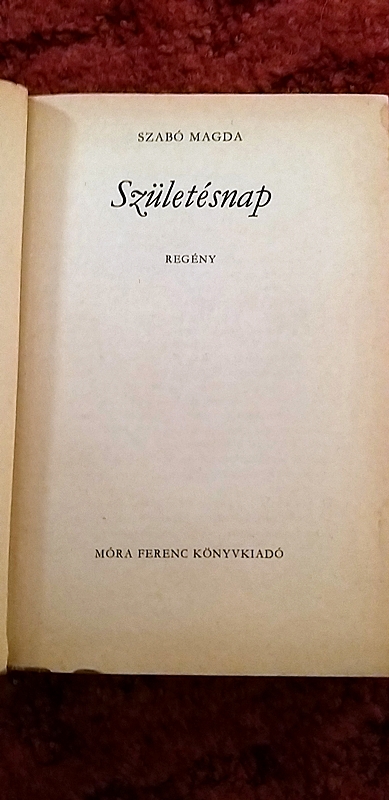 SZABÓ MAGDA
Születésnap
REGÉNY
MÓRA FERENC KÖNYVKIADÓ